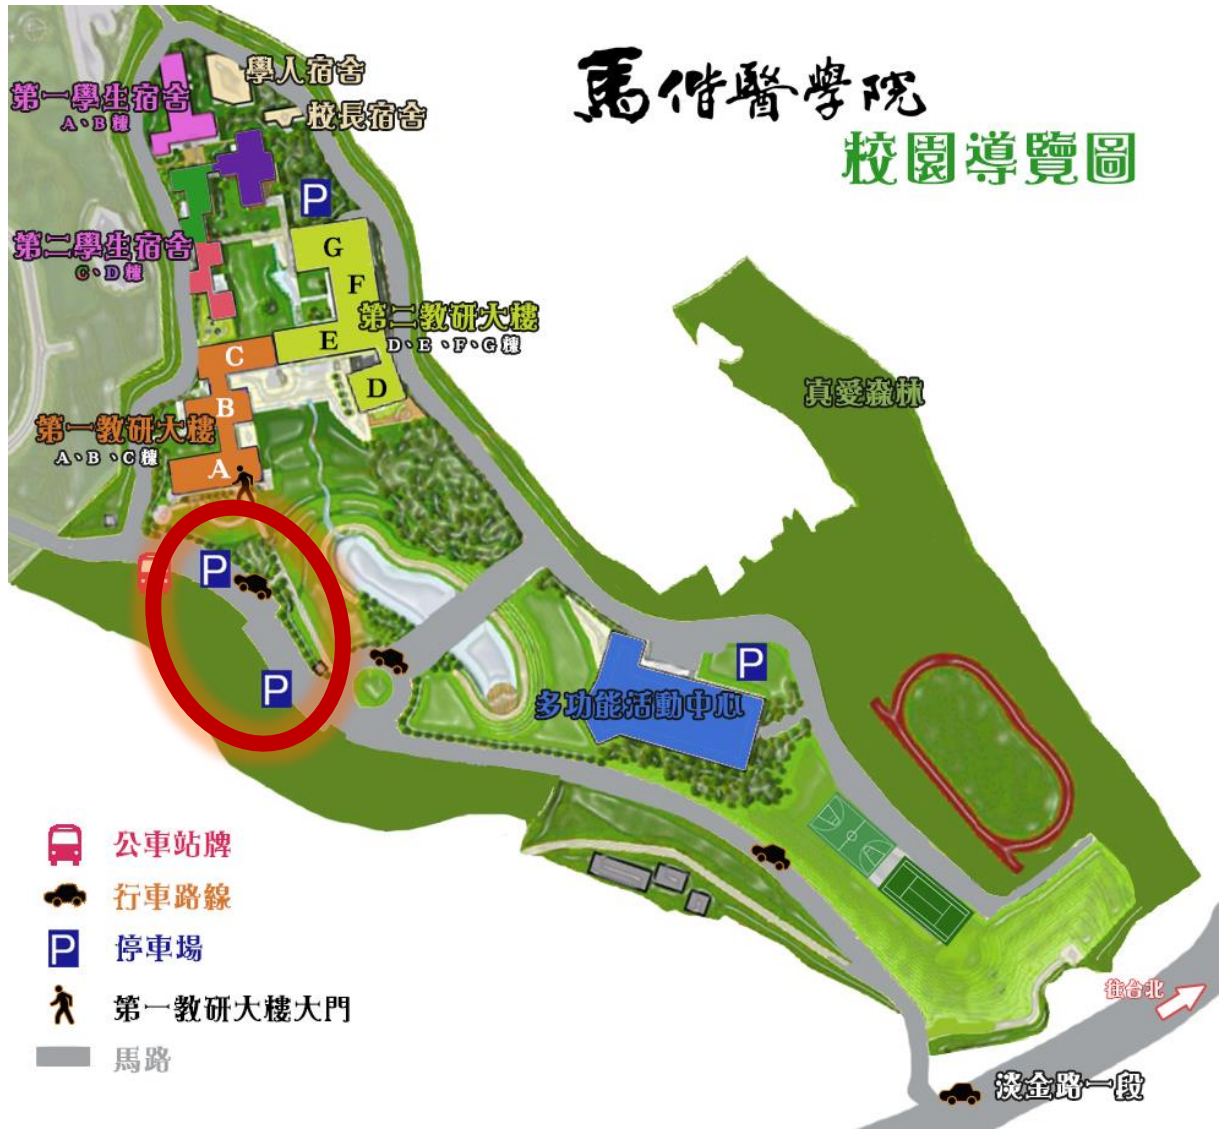 馬偕醫學院
校園導覽圖
學人宿舍
第一學生宿舍
A、B棟
校長宿舍
P
第二學生宿舍
C、D棟
G
F
第二教研大樓
D、E、F、G棟
E
C
D
B
第一教研大樓
A、B、C棟
A
真愛森林
P
P
P
多功能活動中心
公車站牌
行車路線
P
停車場
第一教研大樓大門
馬路
往台北
淡金路一段